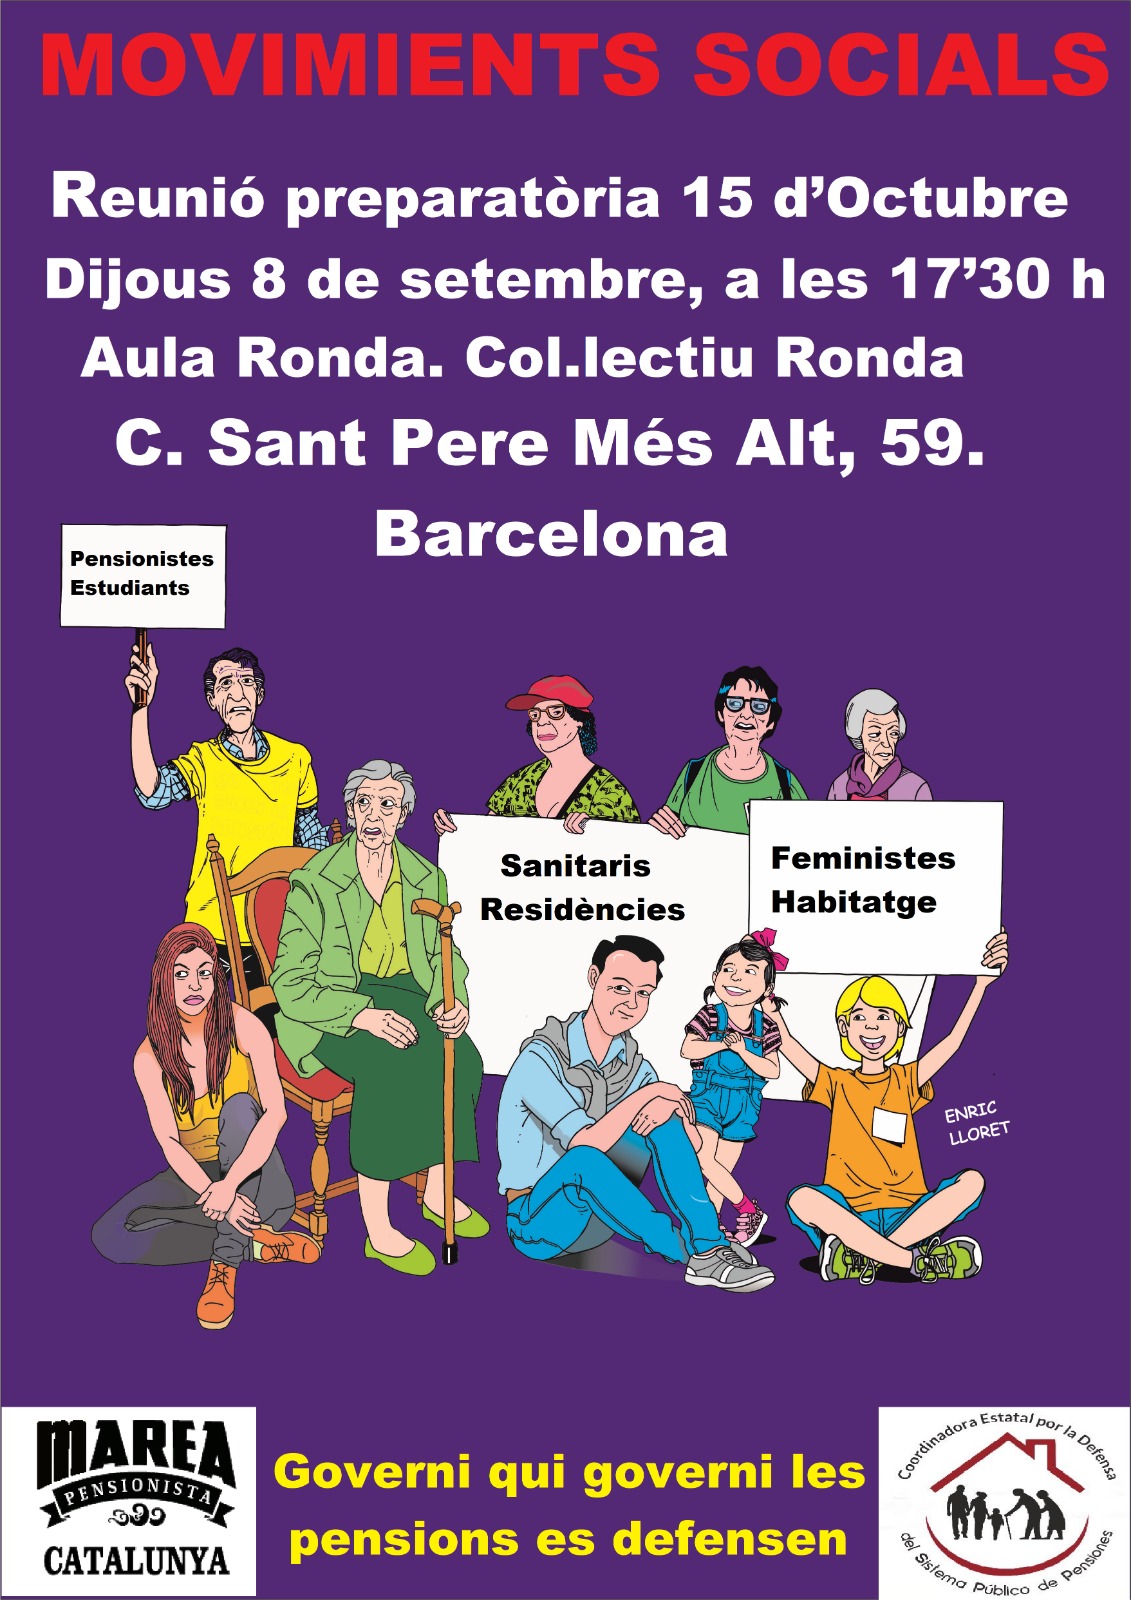 MOVIMIENTS SOCIALS
Reunió preparatòria 15 d’Octubre
Dijous 8 de setembre, a les 17’30 h
Aula Ronda. Col.lectiu Ronda
C. Sant Pere Més Alt, 59.
Barcelona
Pensionistes
Estudiants
Sanitaris
Residències
Feministes
Habitatge
ENRIC
LLORET
MAREA
PENSIONISTA
CATALUNYA
Governi qui governi les
pensions es defensen
Coordinadora Estatal por la Defensa
del Sistema Público de Pensiones